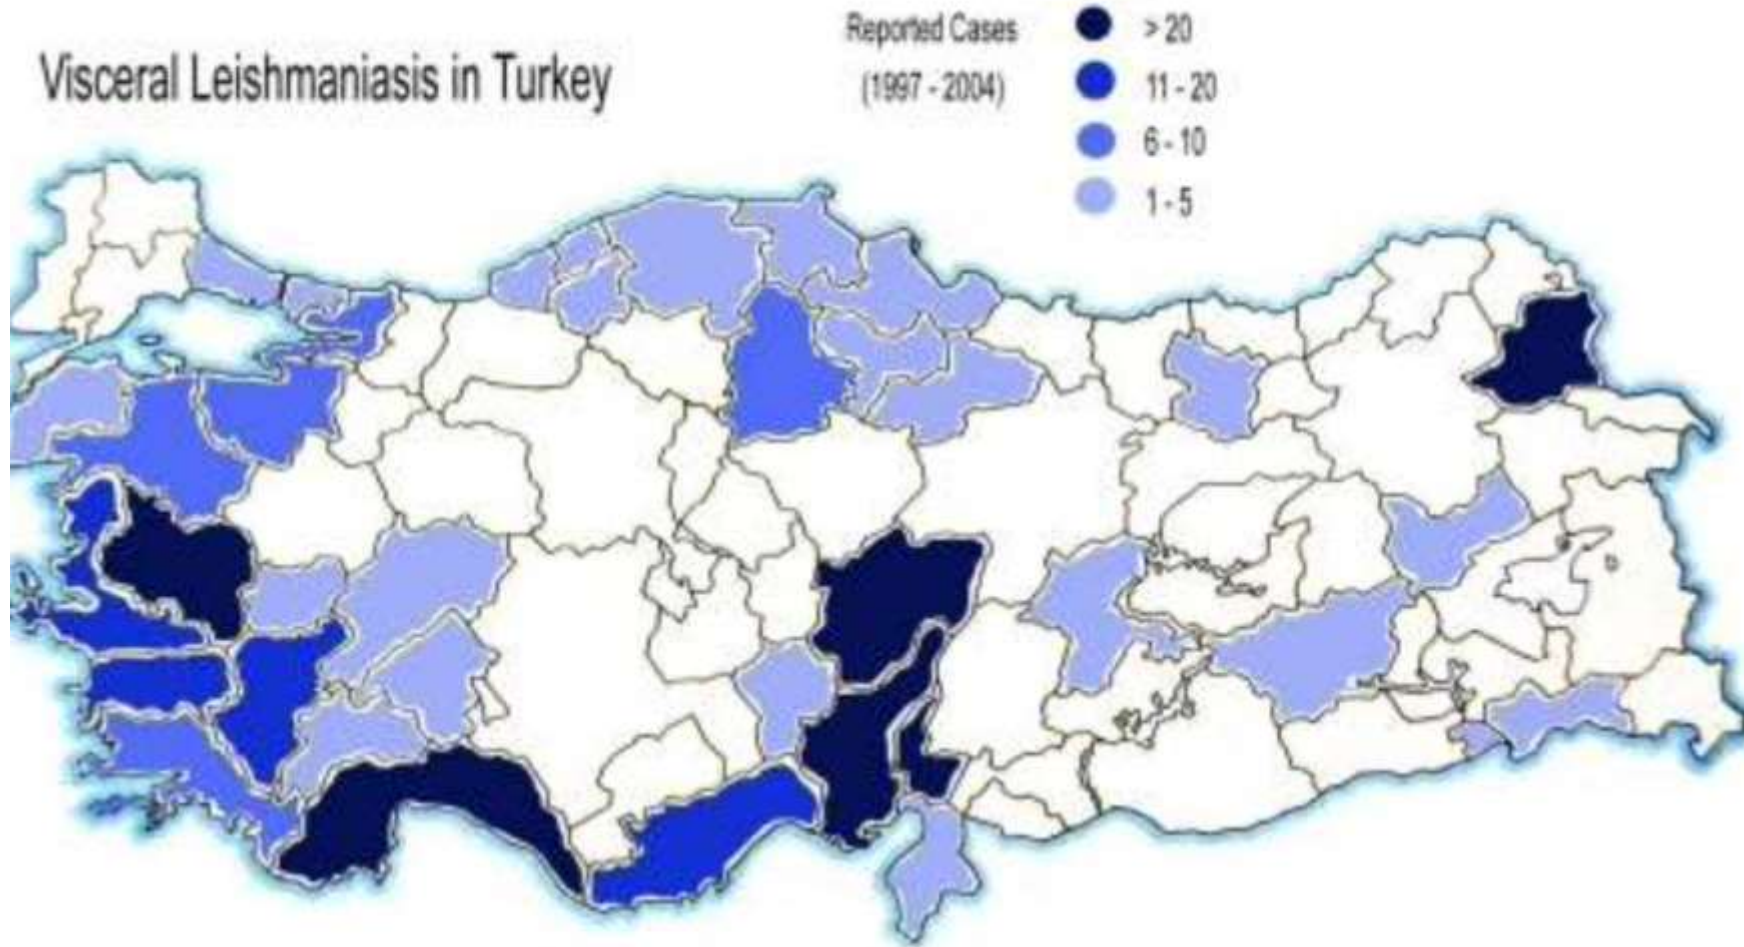 Visceral Leishmaniasis in Turkey
Reported Cases
(1997 - 2004)
> 20
11 - 20
6 - 10
1 - 5